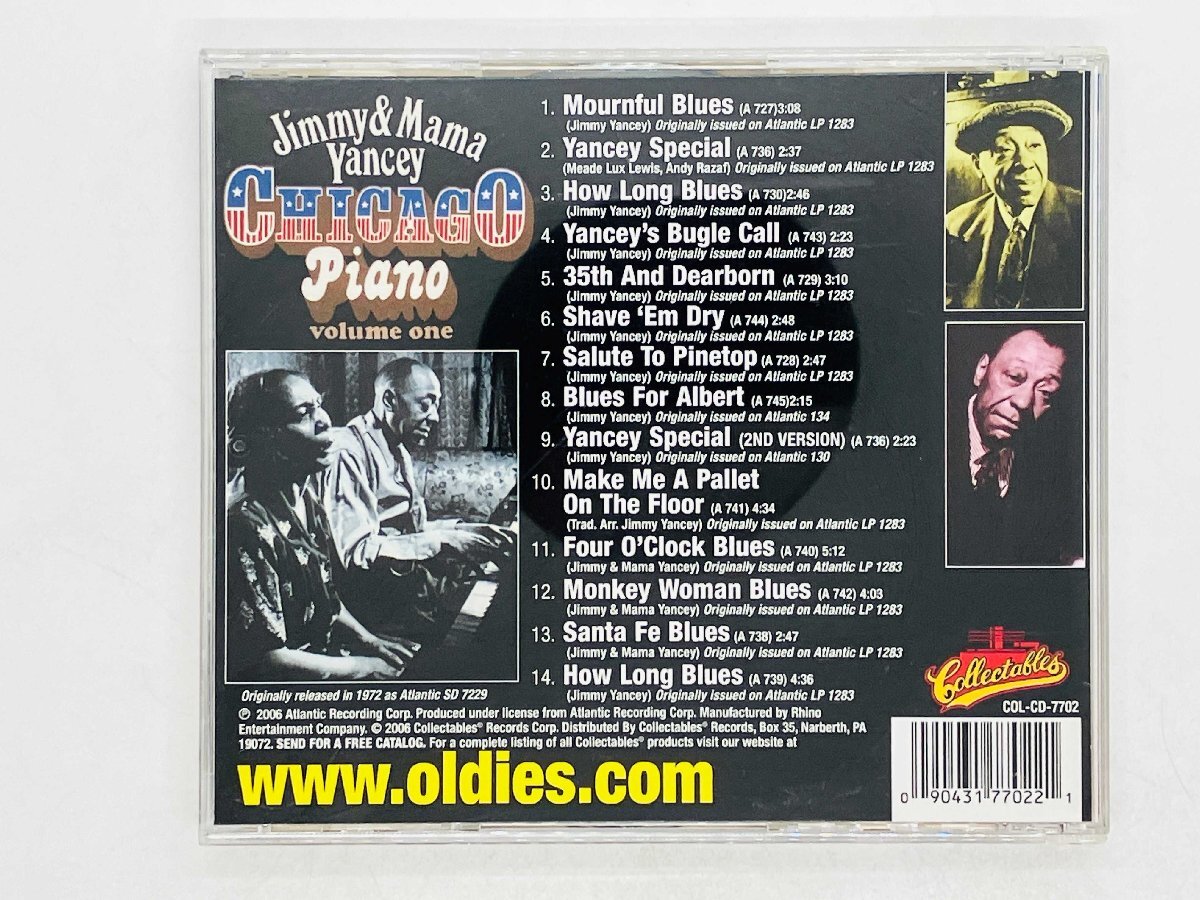 Jimmy & Mama
Yancey
CHICAGO
Piano
volume one
1. Mournful Blues (A 727)3:08
(Jimmy Yancey) Originally issued on Atlantic LP 1283
2. Yancey Special (A 736) 2:37
(Meade Lux Lewis, Andy Razaf) Originally issued on Atlantic LP 1283
3. How Long Blues (A 730)2:46
(Jimmy Yancey) Originally issued on Atlantic LP 1283
4. Yancey's Bugle Call (A 743) 2:23
(Jimmy Yancey) Originally issued on Atlantic LP 1283
5. 35th And Dearborn (A 729) 3:10
(Jimmy Yancey) Originally issued on Atlantic LP 1283
6. Shave 'Em Dry (A 744) 2:48
(Jimmy Yancey) Originally issued on Atlantic LP 1283
7. Salute To Pinetop (A 728) 2:47
(Jimmy Yancey) Originally issued on Atlantic LP 1283
8. Blues For Albert (A 745)2:15
(Jimmy Yancey) Originally issued on Atlantic 134
9. Yancey Special (2ND VERSION) (A 736) 2:23
(Jimmy Yancey) Originally issued on Atlantic 130
10. Make Me A Pallet
On The Floor (A 741) 4:34
(Trad. Arr. Jimmy Yancey) Originally issued on Atlantic LP 1283
11. Four O'Clock Blues (A 740) 5:12
(Jimmy & Mama Yancey) Originally issued on Atlantic LP 1283
12. Monkey Woman Blues (A 742) 4:03
(Jimmy & Mama Yancey) Originally issued on Atlantic LP 1283
13. Santa Fe Blues (A 738) 2:47
(Jimmy & Mama Yancey) Originally issued on Atlantic LP 1283
14. How Long Blues (A 739) 4:36
(Jimmy Yancey) Originally issued on Atlantic LP 1283
Originally released in 1972 as Atlantic SD 7229
℗ 2006 Atlantic Recording Corp. Produced under license from Atlantic Recording Corp. Manufactured by Rhino
Entertainment Company. © 2006 Collectables® Records Corp. Distributed By Collectables® Records, Box 35, Narberth, PA
19072. SEND FOR A FREE CATALOG. For a complete listing of all Collectables® products visit our website at
www.oldies.com
Collectables
COL-CD-7702
0 90431 77022 1